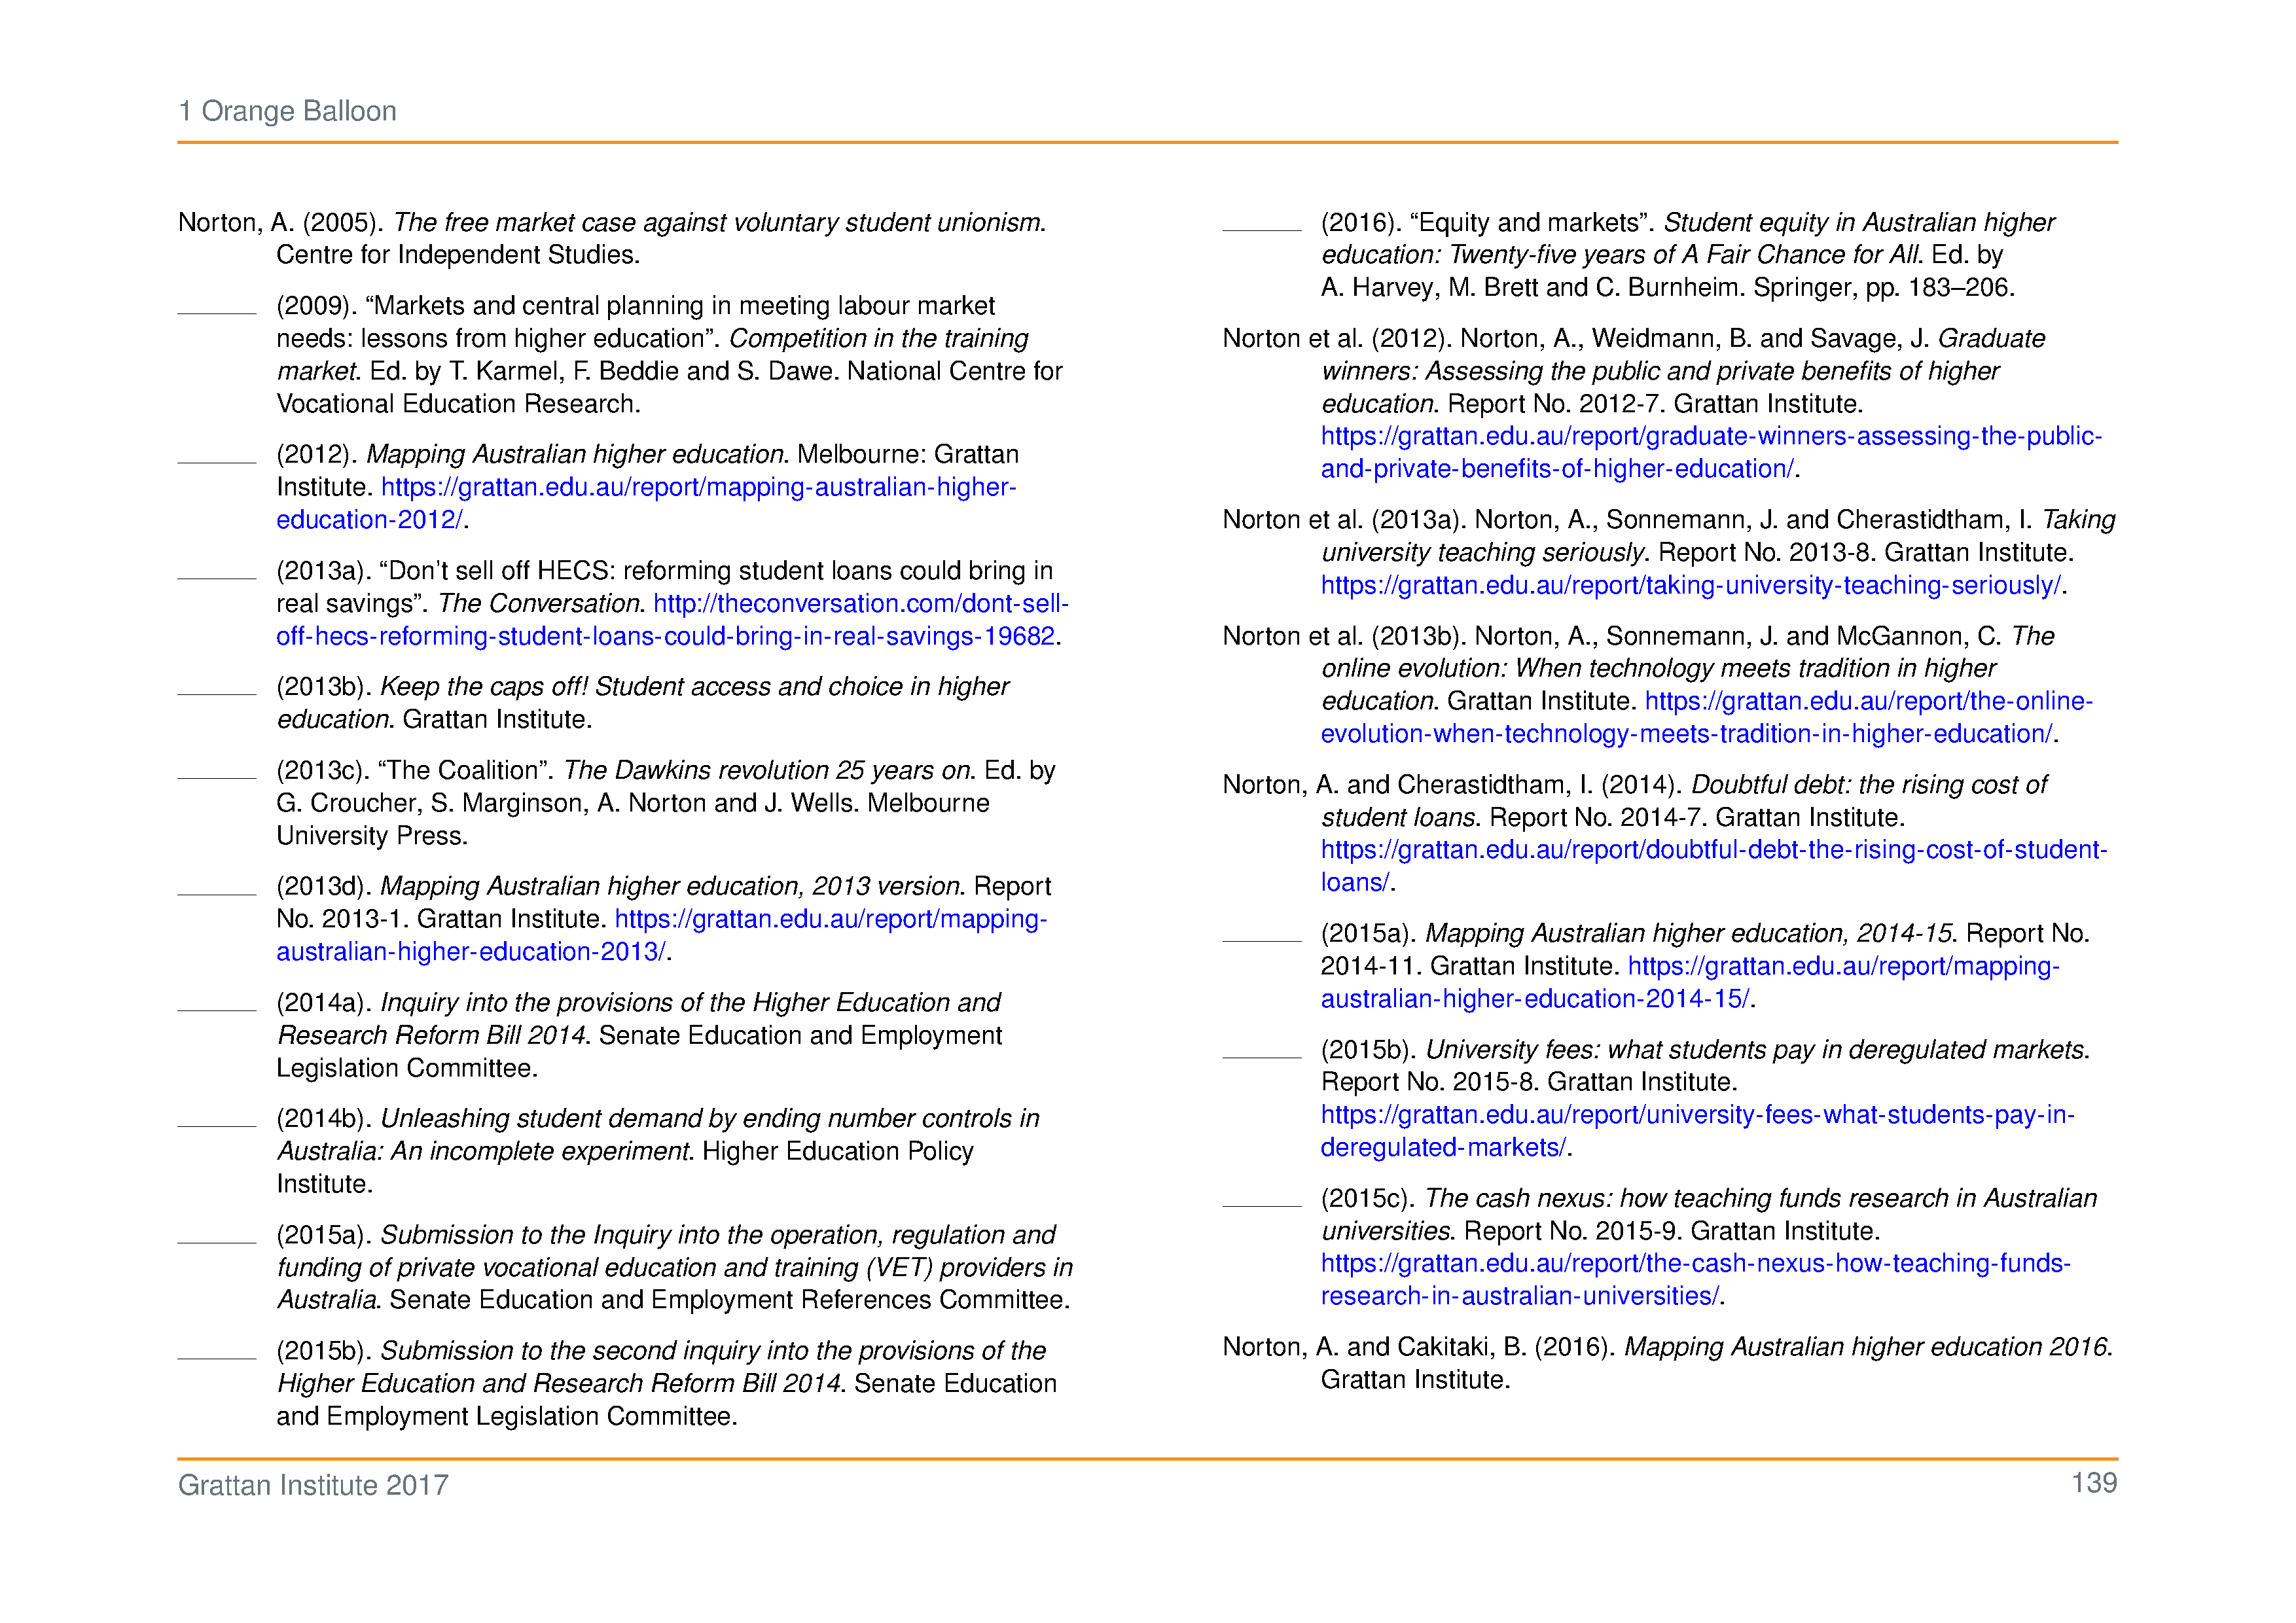 1 Orange Balloon
Norton, A. (2005). The free market case against voluntary student unionism.
Centre for Independent Studies.
(2009). “Markets and central planning in meeting labour market
needs: lessons from higher education”. Competition in the training
market. Ed. by T. Karmel, F. Beddie and S. Dawe. National Centre for
Vocational Education Research.
(2012). Mapping Australian higher education. Melbourne: Grattan
Institute. https://grattan.edu.au/report/mapping-australian-higher-
education-2012/.
(2013a). “Don’t sell off HECS: reforming student loans could bring in
real savings”. The Conversation. http://theconversation.com/dont-sell-
off-hecs-reforming-student-loans-could-bring-in-real-savings-19682.
(2013b). Keep the caps off! Student access and choice in higher
education. Grattan Institute.
(2013c). “The Coalition”. The Dawkins revolution 25 years on. Ed. by
G. Croucher, S. Marginson, A. Norton and J. Wells. Melbourne
University Press.
(2013d). Mapping Australian higher education, 2013 version. Report
No. 2013-1. Grattan Institute. https://grattan.edu.au/report/mapping-
australian-higher-education-2013/.
(2014a). Inquiry into the provisions of the Higher Education and
Research Reform Bill 2014. Senate Education and Employment
Legislation Committee.
(2014b). Unleashing student demand by ending number controls in
Australia: An incomplete experiment. Higher Education Policy
Institute.
(2015a). Submission to the Inquiry into the operation, regulation and
funding of private vocational education and training (VET) providers in
Australia. Senate Education and Employment References Committee.
(2015b). Submission to the second inquiry into the provisions of the
Higher Education and Research Reform Bill 2014. Senate Education
and Employment Legislation Committee.
(2016). “Equity and markets”. Student equity in Australian higher
education: Twenty-five years of A Fair Chance for All. Ed. by
A. Harvey, M. Brett and C. Burnheim. Springer, pp. 183–206.
Norton et al. (2012). Norton, A., Weidmann, B. and Savage, J. Graduate
winners: Assessing the public and private benefits of higher
education. Report No. 2012-7. Grattan Institute.
https://grattan.edu.au/report/graduate-winners-assessing-the-public-
and-private-benefits-of-higher-education/.
Norton et al. (2013a). Norton, A., Sonnemann, J. and Cherastidtham, I. Taking
university teaching seriously. Report No. 2013-8. Grattan Institute.
https://grattan.edu.au/report/taking-university-teaching-seriously/.
Norton et al. (2013b). Norton, A., Sonnemann, J. and McGannon, C. The
online evolution: When technology meets tradition in higher
education. Grattan Institute. https://grattan.edu.au/report/the-online-
evolution-when-technology-meets-tradition-in-higher-education/.
Norton, A. and Cherastidtham, I. (2014). Doubtful debt: the rising cost of
student loans. Report No. 2014-7. Grattan Institute.
https://grattan.edu.au/report/doubtful-debt-the-rising-cost-of-student-
loans/.
(2015a). Mapping Australian higher education, 2014-15. Report No.
2014-11. Grattan Institute. https://grattan.edu.au/report/mapping-
australian-higher-education-2014-15/.
(2015b). University fees: what students pay in deregulated markets.
Report No. 2015-8. Grattan Institute.
https://grattan.edu.au/report/university-fees-what-students-pay-in-
deregulated-markets/.
(2015c). The cash nexus: how teaching funds research in Australian
universities. Report No. 2015-9. Grattan Institute.
https://grattan.edu.au/report/the-cash-nexus-how-teaching-funds-
research-in-australian-universities/.
Norton, A. and Cakitaki, B. (2016). Mapping Australian higher education 2016.
Grattan Institute.
Grattan Institute 2017
139